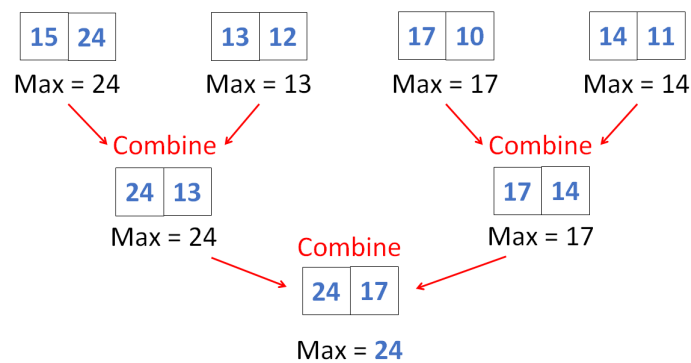 15 24 13 12 17 10 14 11
Max = 24 Max = 13 Max = 17 Max = 14
Combine Combine
24 13 17 14
Max = 24 Max = 17
Combine
24 17
Max = 24